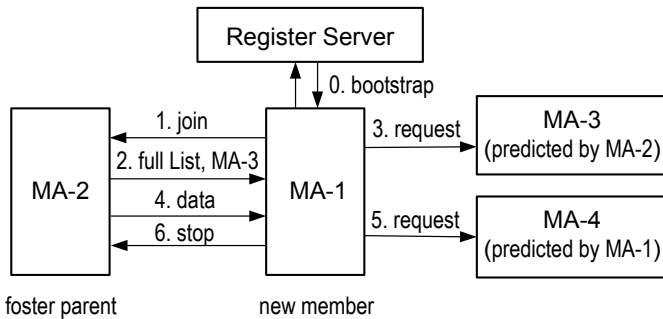 Register Server
0. bootstrap
1. join
2. full List, MA-3
4. data
6. stop
MA-2
MA-1
3. request
5. request
MA-3
(predicted by MA-2)
MA-4
(predicted by MA-1)
foster parent
new member